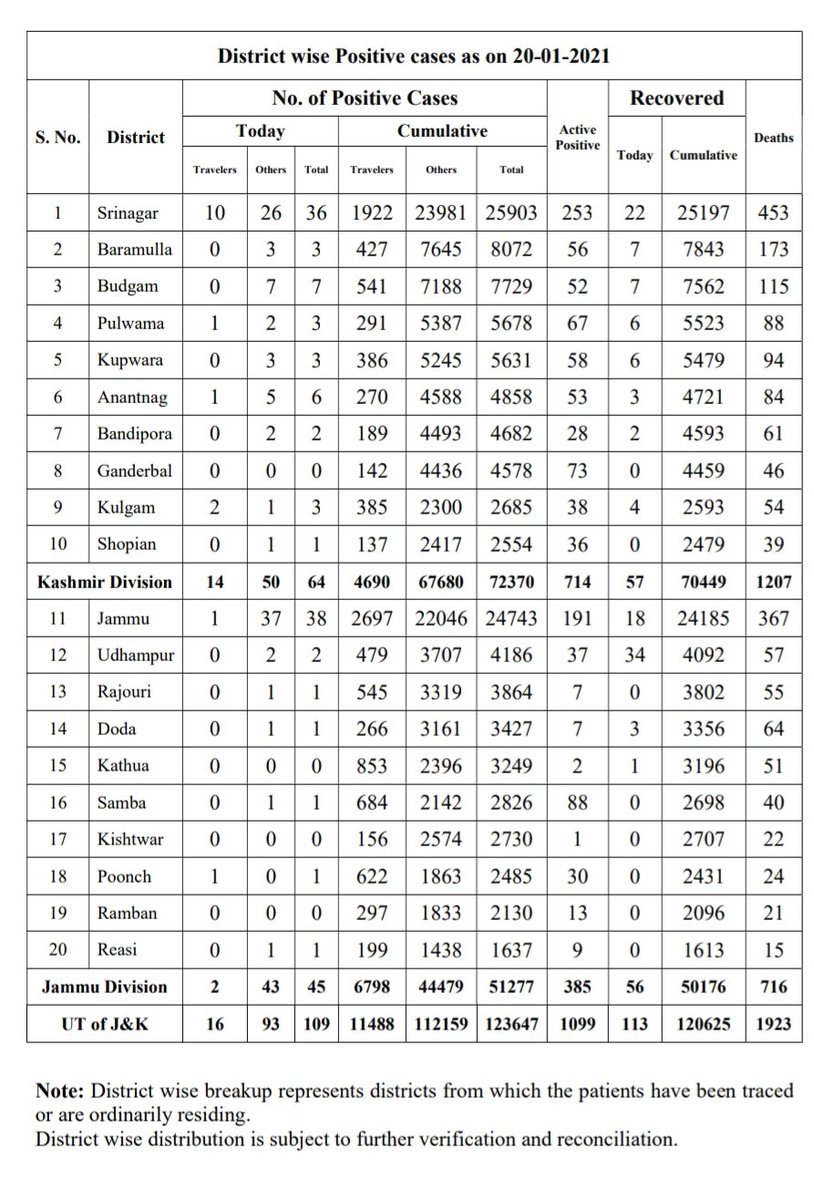 District wise Positive cases as on 20-01-2021
S. No. District No. of Positive Cases Active Positive Recovered Deaths
Today Cumulative Today Cumulative
Travelers Others Total Travelers Others Total
1 Srinagar 10 26 36 1922 23981 25903 253 22 25197 453
2 Baramulla 0 3 3 427 7645 8072 56 7 7843 173
3 Budgam 0 7 7 541 7188 7729 52 7 7562 115
4 Pulwama 1 2 3 291 5387 5678 67 6 5523 88
5 Kupwara 0 3 3 386 5245 5631 58 6 5479 94
6 Anantnag 1 5 6 270 4588 4858 53 3 4721 84
7 Bandipora 0 2 2 189 4493 4682 28 2 4593 61
8 Ganderbal 0 0 0 142 4436 4578 73 0 4459 46
9 Kulgam 2 1 3 385 2300 2685 38 4 2593 54
10 Shopian 0 1 1 137 2417 2554 36 0 2479 39
Kashmir Division 14 50 64 4690 67680 72370 714 57 70449 1207
11 Jammu 1 37 38 2697 22046 24743 191 18 24185 367
12 Udhampur 0 2 2 479 3707 4186 37 34 4092 57
13 Rajouri 0 1 1 545 3319 3864 7 0 3802 55
14 Doda 0 1 1 266 3161 3427 7 3 3356 64
15 Kathua 0 0 0 853 2396 3249 2 1 3196 51
16 Samba 0 1 1 684 2142 2826 88 0 2698 40
17 Kishtwar 0 0 0 156 2574 2730 1 0 2707 22
18 Poonch 1 0 1 622 1863 2485 30 0 2431 24
19 Ramban 0 0 0 297 1833 2130 13 0 2096 21
20 Reasi 0 1 1 199 1438 1637 9 0 1613 15
Jammu Division 2 43 45 6798 44479 51277 385 56 50176 716
UT of J&K 16 93 109 11488 112159 123647 1099 113 120625 1923
Note: District wise breakup represents districts from which the patients have been traced
or are ordinarily residing.
District wise distribution is subject to further verification and reconciliation.